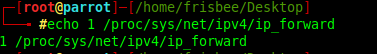 ┌─[root@parrot]─[/home/frisbee/Desktop]
└──╼ #echo 1 /proc/sys/net/ipv4/ip_forward
1 /proc/sys/net/ipv4/ip_forward